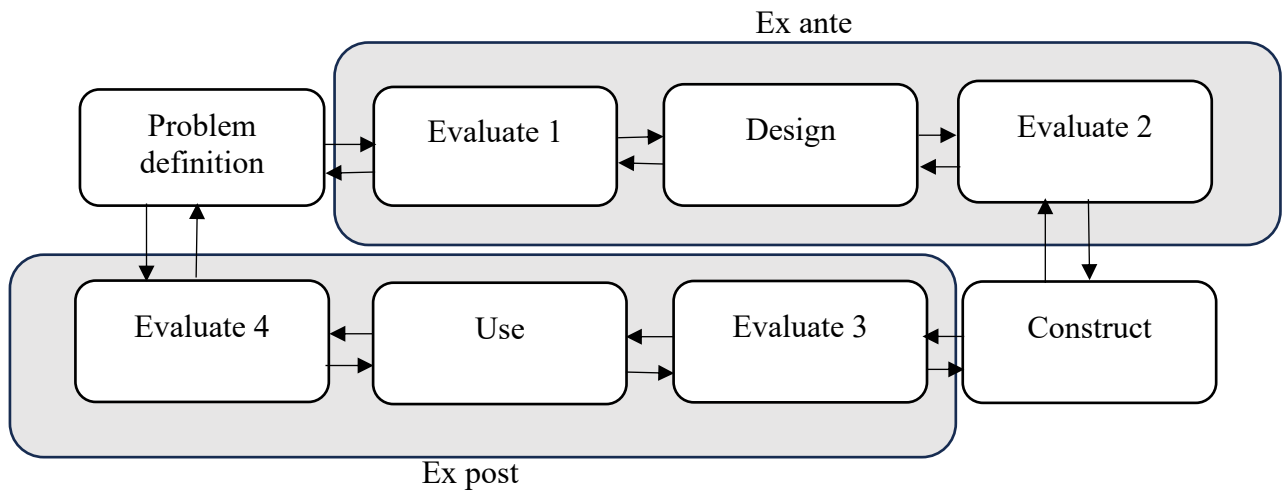 Ex ante
Problem
definition
Evaluate 1
Design
Evaluate 2
Evaluate 4
Use
Evaluate 3
Construct
Ex post